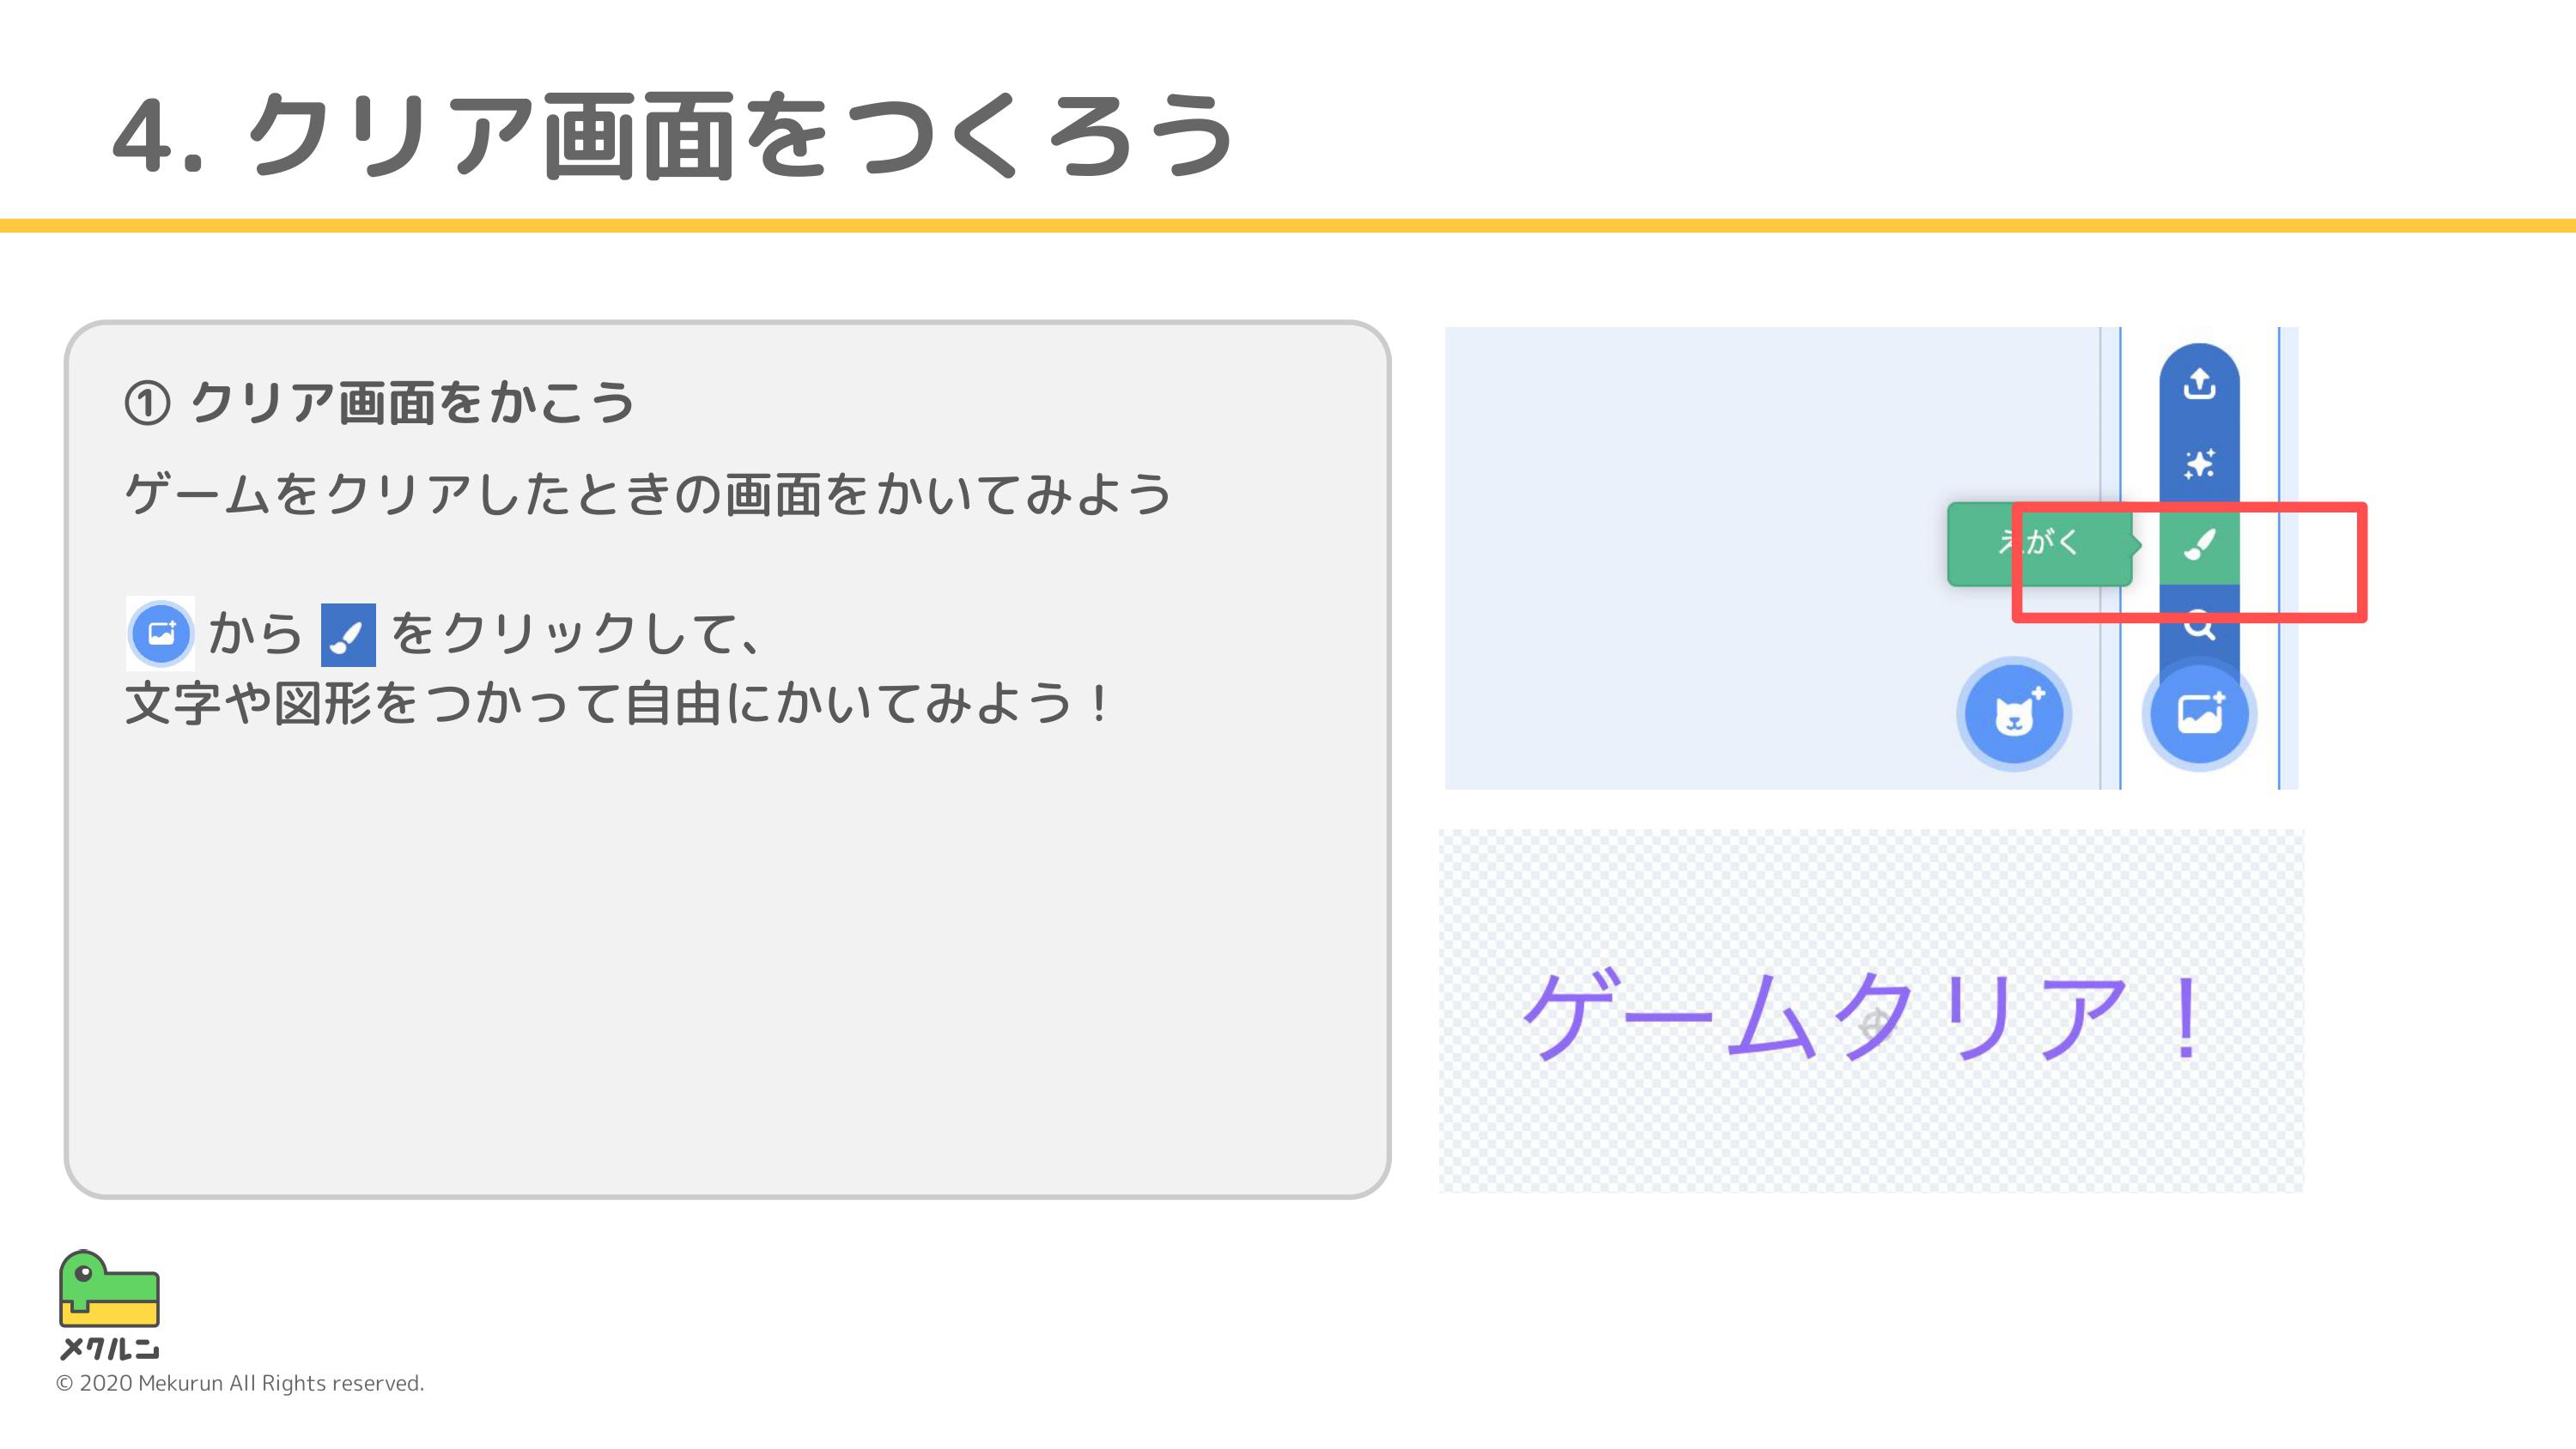 4. クリア画面をつくろう
① クリア画面をかこう
ゲームをクリアしたときの画面をかいてみよう
から をクリックして、
文字や図形をつかって自由にかいてみよう！
えがく
ゲームクリア！
メクルン
© 2020 Mekurun All Rights reserved.